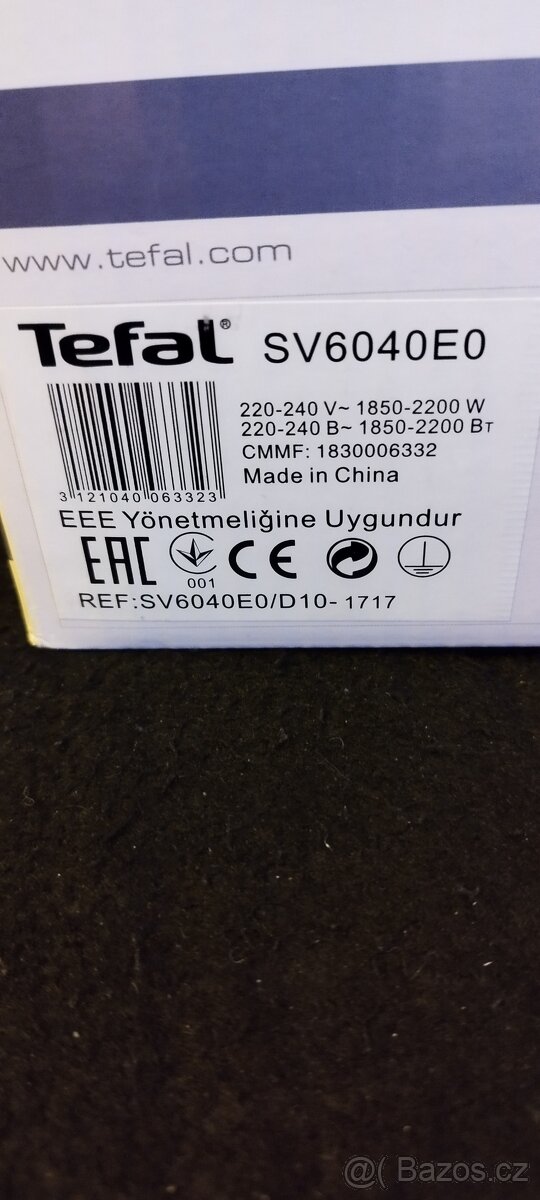 www.tefal.com
Tefal® SV6040E0
220-240 V~ 1850-2200 W
220-240 В~ 1850-2200 Вт
CMMF: 1830006332
Made in China
3 121040 063323
EEE Yönetmeliğine Uygundur
EAC 001 CE
REF:SV6040E0/D10-1717
@( Bazos.cz